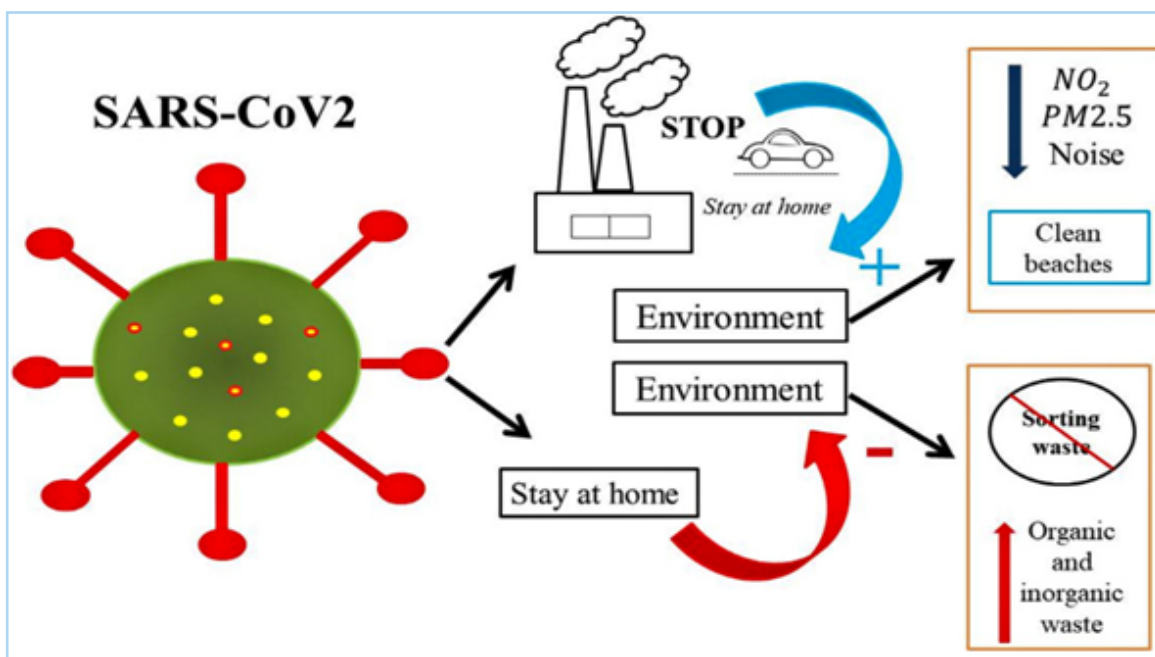 SARS-CoV2
STOP
Stay at home
Environment
Environment
Stay at home
NO₂
PM2.5
Noise
Clean
beaches
Sorting
waste
Organic
and
inorganic
waste